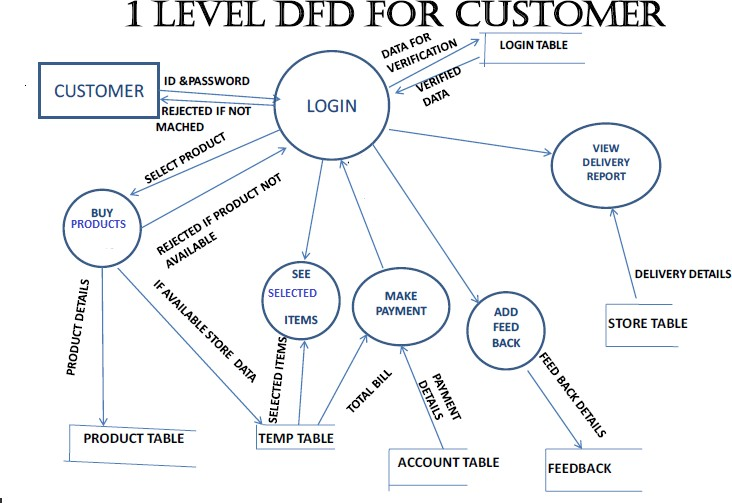 1 LEVEL DFD FOR CUSTOMER
CUSTOMER
ID &PASSWORD
REJECTED IF NOT
MACHED
LOGIN
DATA FOR
VERIFICATION
VERIFIED
DATA
LOGIN TABLE
SELECT PRODUCT
REJECTED IF PRODUCT NOT
AVAILABLE
VIEW
DELIVERY
REPORT
BUY
PRODUCTS
SEE
SELECTED
ITEMS
MAKE
PAYMENT
ADD
FEED
BACK
DELIVERY DETAILS
STORE TABLE
PRODUCT DETAILS
IF AVAILABLE STORE DATA
SELECTED ITEMS
TOTAL BILL
PAYMENT
DETAILS
FEED BACK DETAILS
PRODUCT TABLE
TEMP TABLE
ACCOUNT TABLE
FEEDBACK